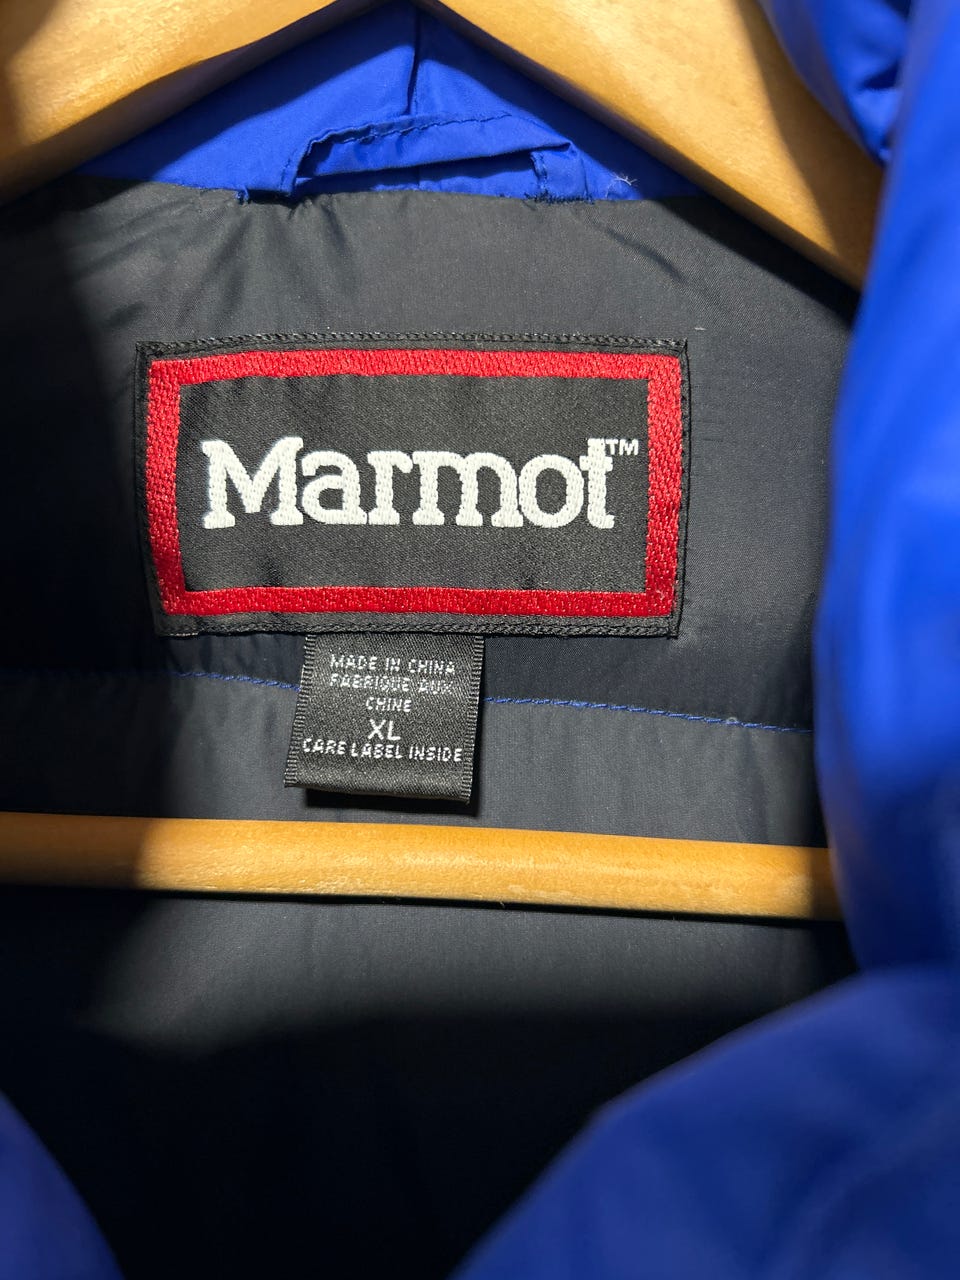 Marmot™
MADE IN CHINA
FABRIQUE AUX
CHINE
XL
CARE LABEL INSIDE